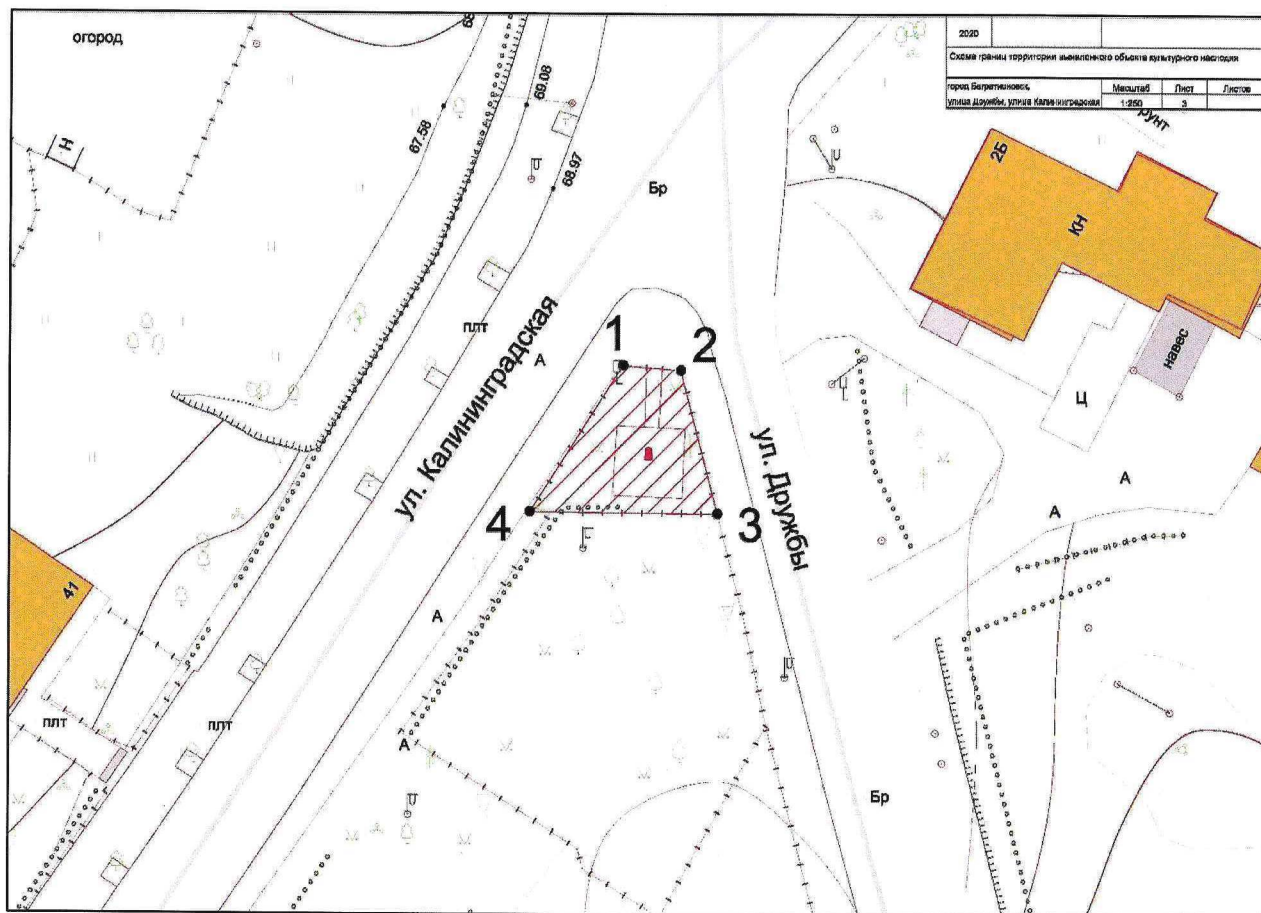 огород
2020
Схема границ территории выявленного объекта культурного наследия
город Багратионовск,
улица Дружбы, улица Калининградская
Масштаб
Лист
Листов
1:250
3
68
69.08
67.58
68.97
Н
Бр
2Б
КН
навес
Ц
плт
ул. Калининградская
А
1
2
ул. Дружбы
4
3
А
А
А
41
плт
плт
А
Бр